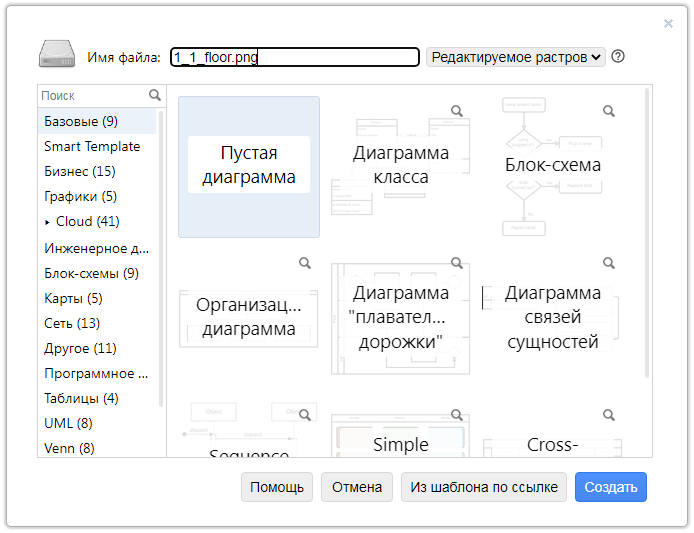 Имя файла:
1_1_floor.png
Редактируемое растров
Поиск
Базовые (9)
Smart Template
Бизнес (15)
Графики (5)
Cloud (41)
Инженерное д...
Блок-схемы (9)
Карты (5)
Сеть (13)
Другое (11)
Программное ...
Таблицы (4)
UML (8)
Venn (8)
Пустая
диаграмма
Диаграмма
класса
Блок-схема
Организац...
диаграмма
Диаграмма
"плавател...
дорожки"
Диаграмма
связей
сущностей
Object
Object
Sequence
Simple
Cross-
Помощь
Отмена
Из шаблона по ссылке
Создать